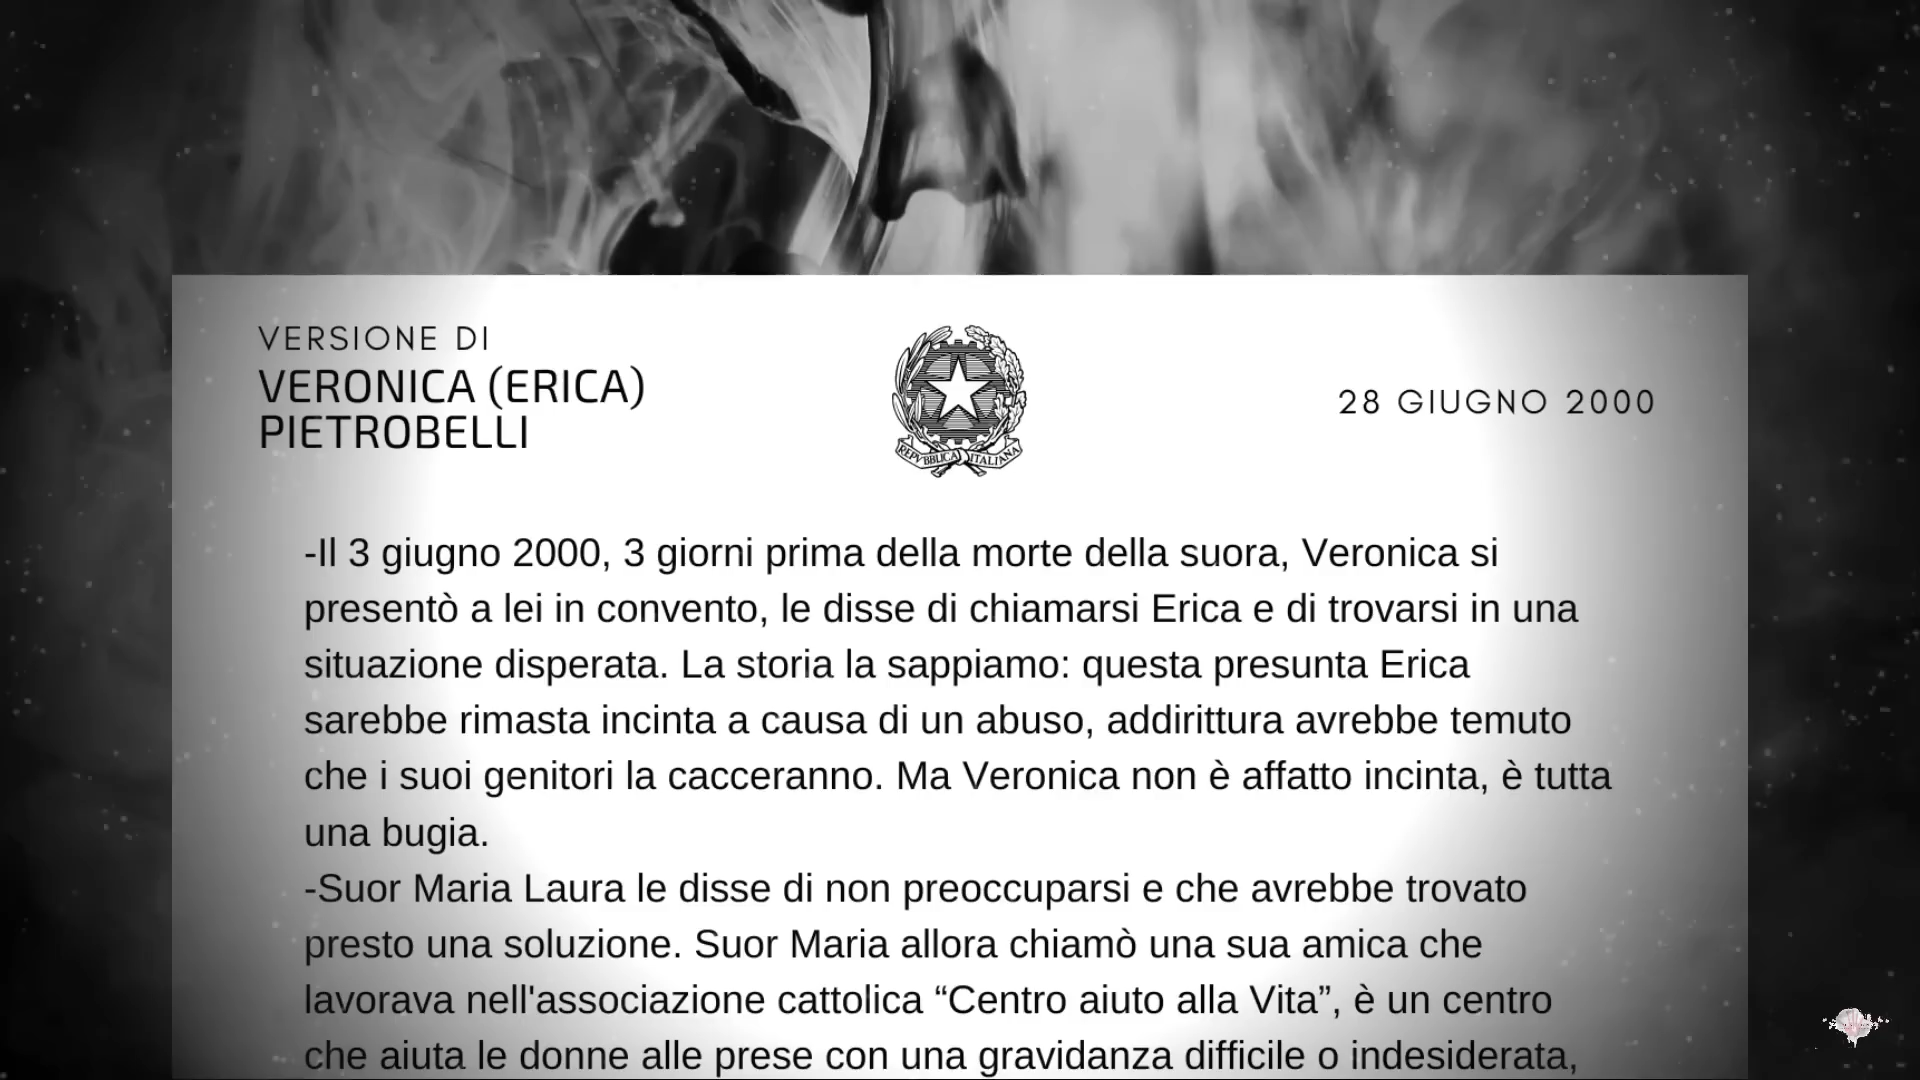 VERSIONE DI
VERONICA (ERICA)
PIETROBELLI
REPVBBLICA ITALIANA
28 GIUGNO 2000
-Il 3 giugno 2000, 3 giorni prima della morte della suora, Veronica si
presentò a lei in convento, le disse di chiamarsi Erica e di trovarsi in una
situazione disperata. La storia la sappiamo: questa presunta Erica
sarebbe rimasta incinta a causa di un abuso, addirittura avrebbe temuto
che i suoi genitori la cacceranno. Ma Veronica non è affatto incinta, è tutta
una bugia.
-Suor Maria Laura le disse di non preoccuparsi e che avrebbe trovato
presto una soluzione. Suor Maria allora chiamò una sua amica che
lavorava nell'associazione cattolica “Centro aiuto alla Vita”, è un centro
che aiuta le donne alle prese con una gravidanza difficile o indesiderata,